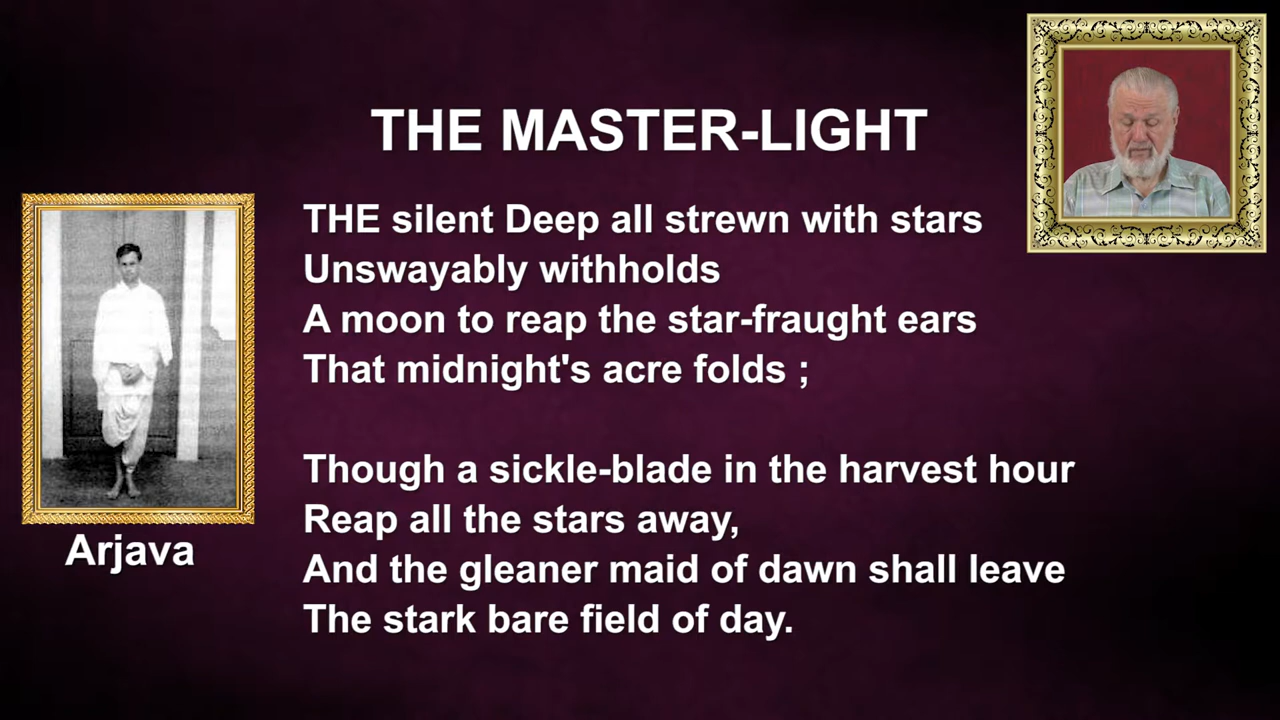 THE MASTER-LIGHT
THE silent Deep all strewn with stars
Unswayably withholds
A moon to reap the star-fraught ears
That midnight's acre folds ;
Though a sickle-blade in the harvest hour
Reap all the stars away,
And the gleaner maid of dawn shall leave
The stark bare field of day.
Arjava